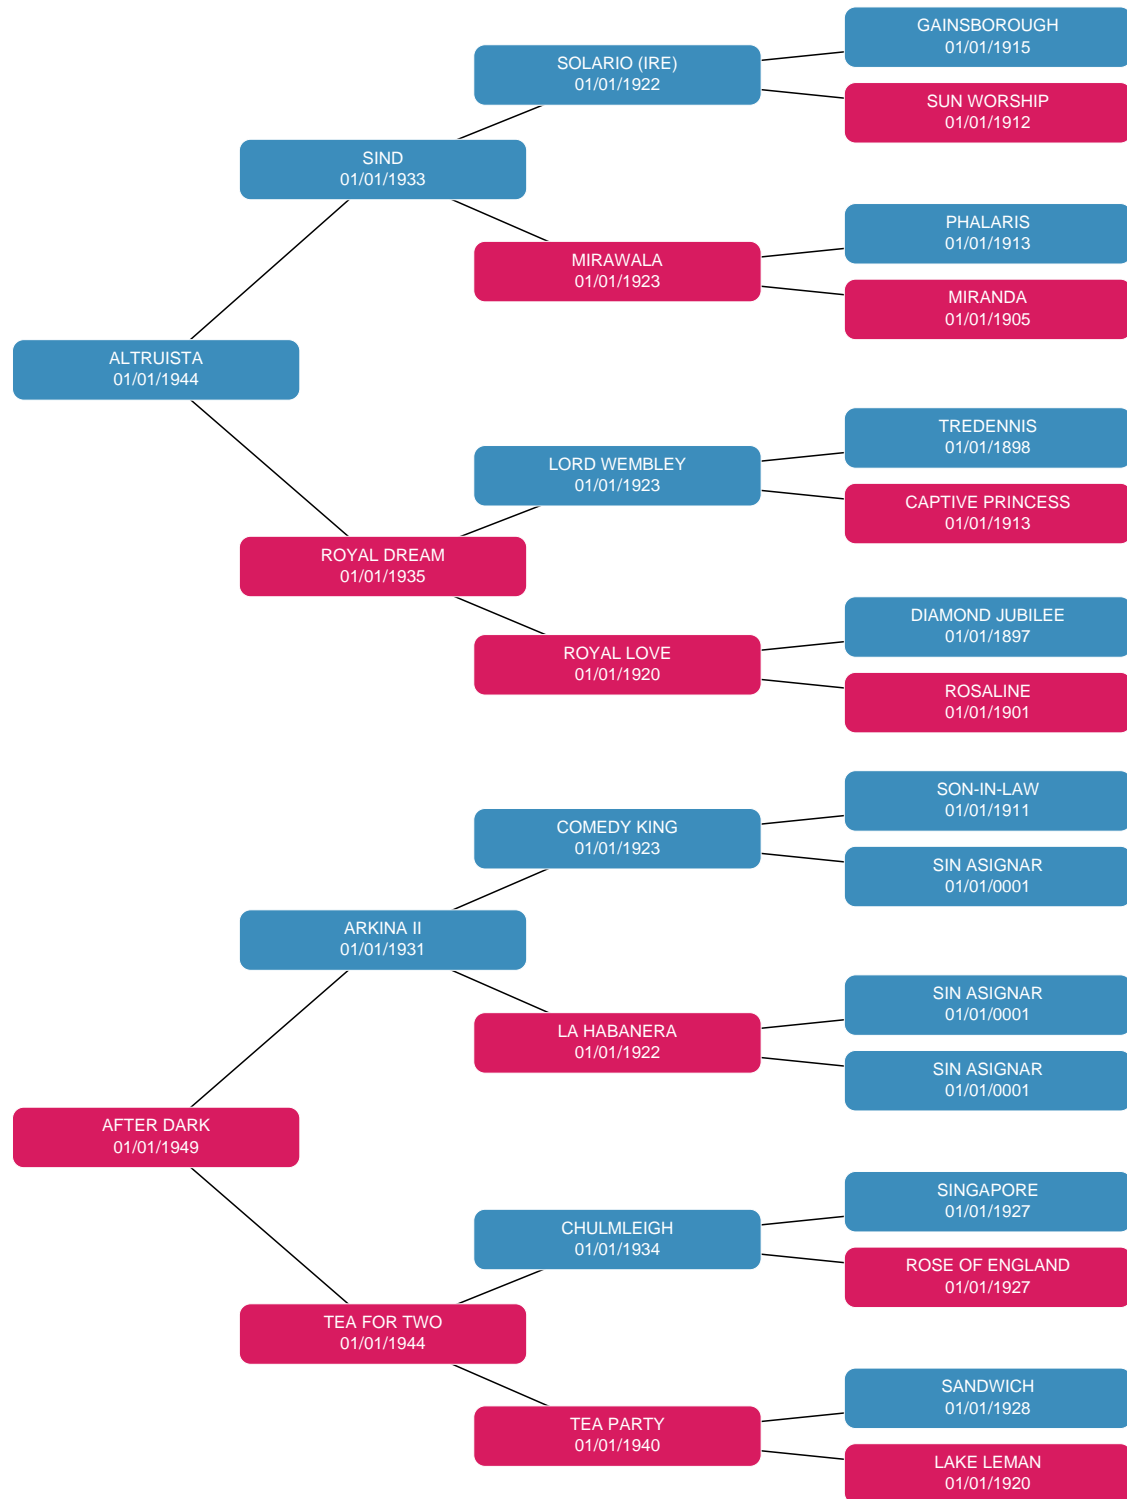 GAINSBOROUGH
01/01/1915
SOLARIO (IRE)
01/01/1922
SUN WORSHIP
01/01/1912
SIND
01/01/1933
PHALARIS
01/01/1913
MIRAWALA
01/01/1923
MIRANDA
01/01/1905
ALTRUISTA
01/01/1944
TREDENNIS
01/01/1898
LORD WEMBLEY
01/01/1923
CAPTIVE PRINCESS
01/01/1913
ROYAL DREAM
01/01/1935
DIAMOND JUBILEE
01/01/1897
ROYAL LOVE
01/01/1920
ROSALINE
01/01/1901
SON-IN-LAW
01/01/1911
COMEDY KING
01/01/1923
SIN ASIGNAR
01/01/0001
ARKINA II
01/01/1931
SIN ASIGNAR
01/01/0001
LA HABANERA
01/01/1922
SIN ASIGNAR
01/01/0001
AFTER DARK
01/01/1949
SINGAPORE
01/01/1927
CHULMLEIGH
01/01/1934
ROSE OF ENGLAND
01/01/1927
TEA FOR TWO
01/01/1944
SANDWICH
01/01/1928
TEA PARTY
01/01/1940
LAKE LEMAN
01/01/1920